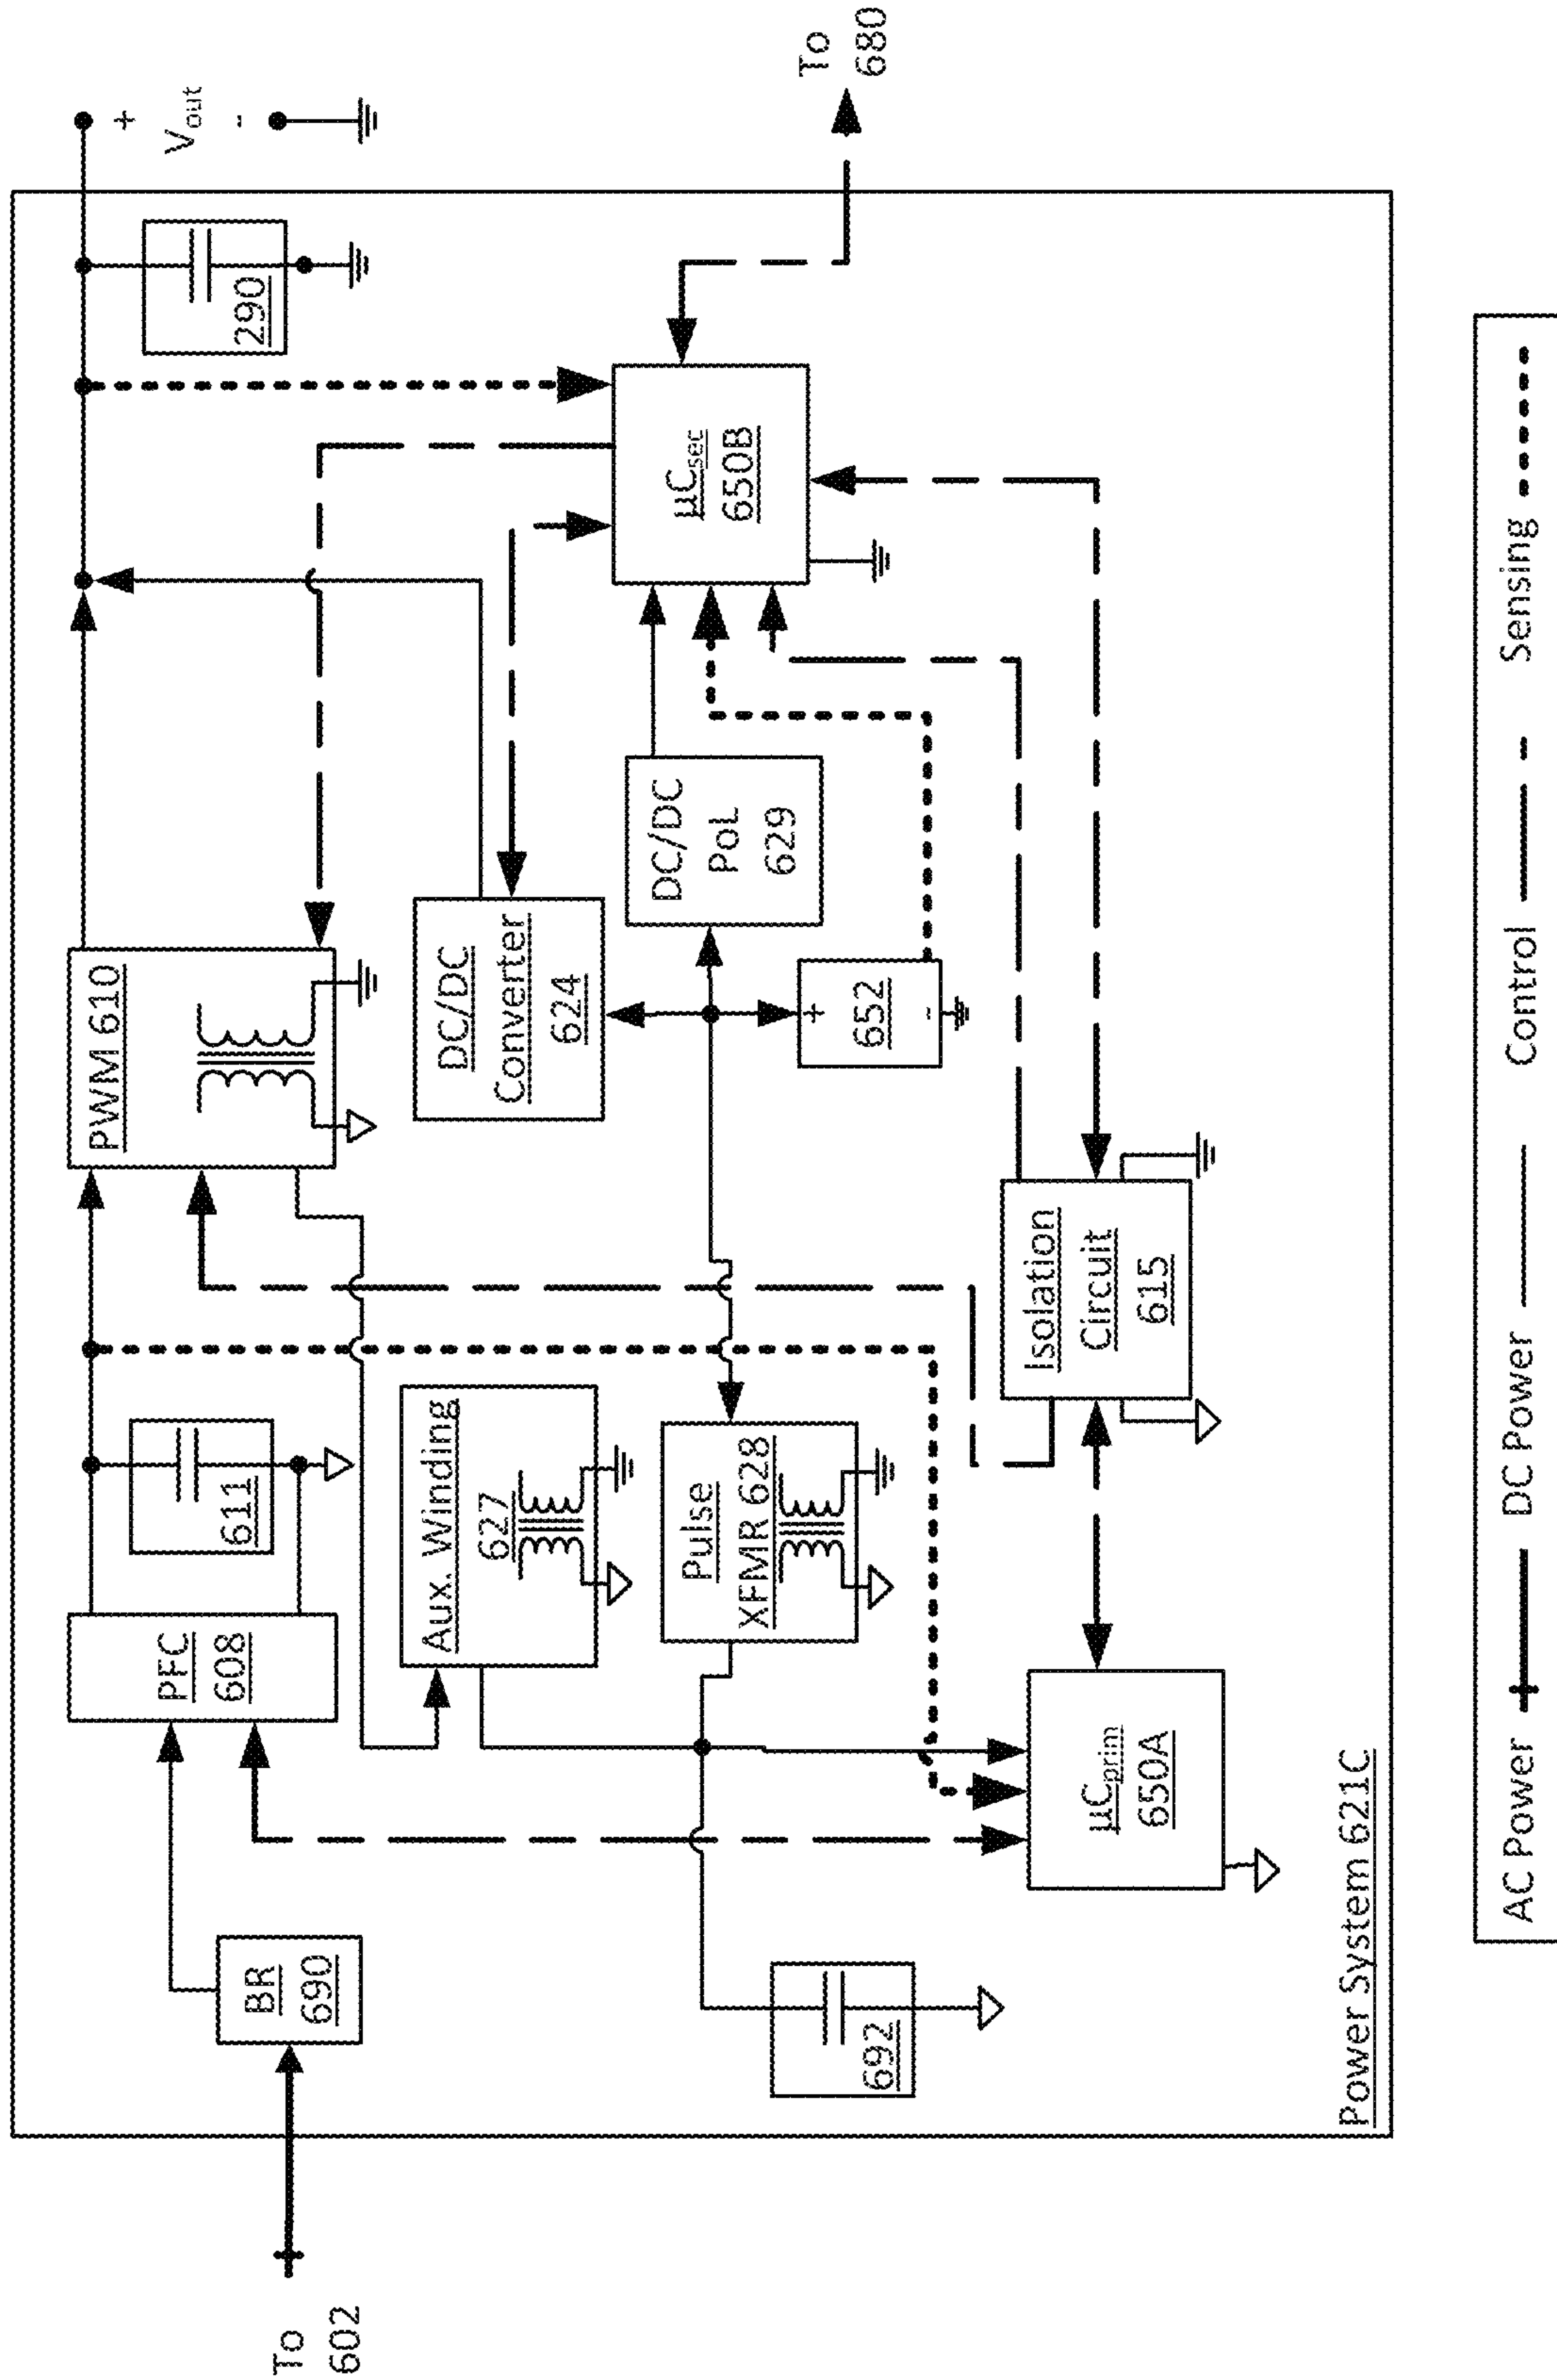 To
602
BR
690
PFC
608
611
PWM 610
290
+
Vout
-
Aux. Winding
627
DC/DC
Converter
624
Pulse
XFMR 628
DC/DC
PoL
629
µCsec
650B
To
680
692
+
652
-
µCprim
650A
Isolation
Circuit
615
Power System 621C
AC Power
DC Power
Control
Sensing